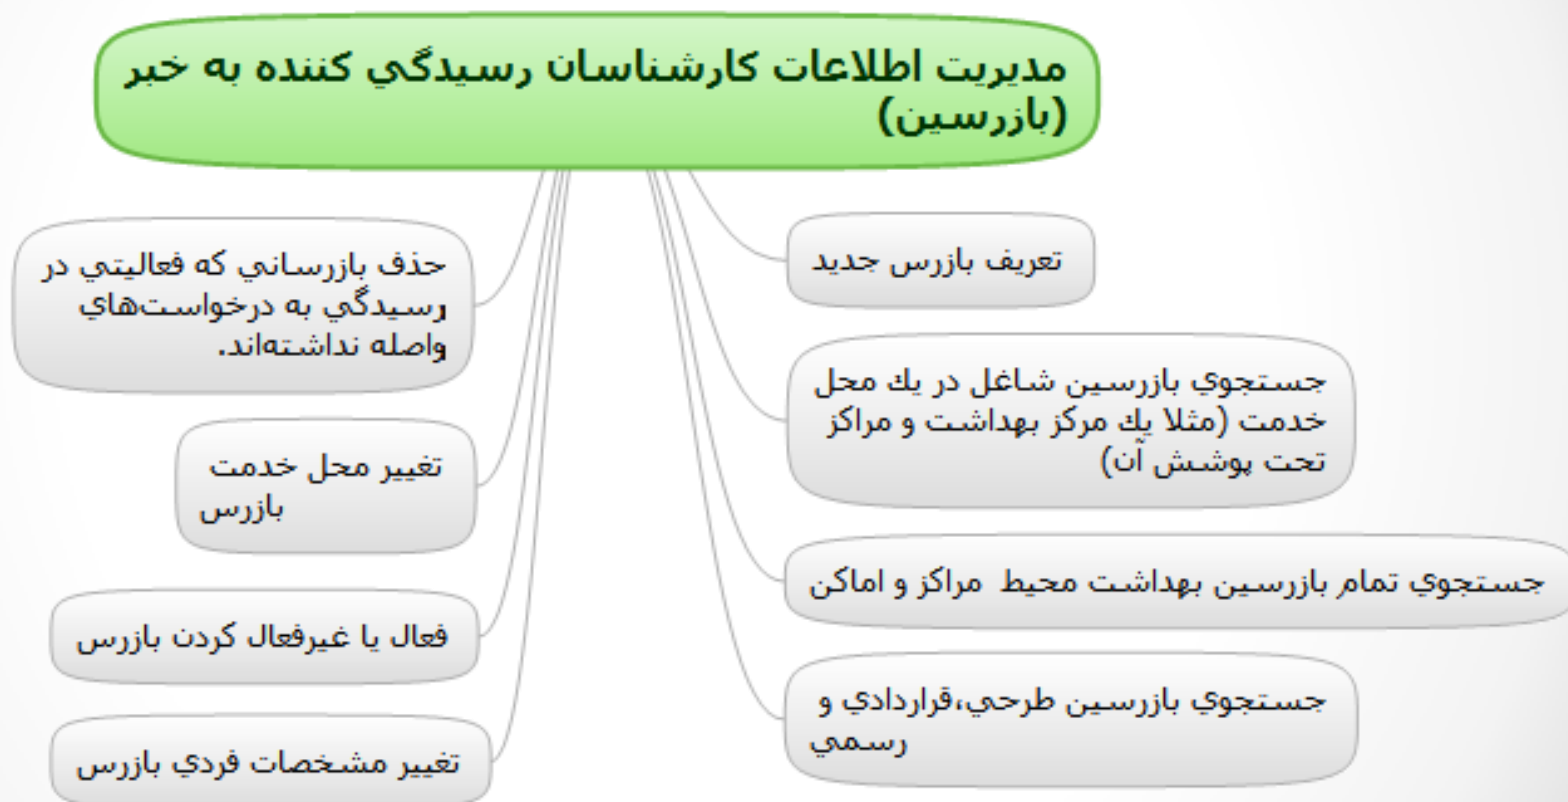 مديريت اطلاعات كارشناسان رسيدگي كننده به خبر
(بازرسين)
تعريف بازرس جديد
جستجوي بازرسين شاغل در يك محل
خدمت (مثلا يك مركز بهداشت و مراكز
تحت پوشش آن)
جستجوي تمام بازرسين بهداشت محيط مراكز و اماكن
جستجوي بازرسين طرحي،قراردادي و
رسمي
حذف بازرساني كه فعاليتي در
رسيدگي به درخواست‌هاي
واصله نداشته‌اند.
تغيير محل خدمت
بازرس
فعال يا غيرفعال كردن بازرس
تغيير مشخصات فردي بازرس